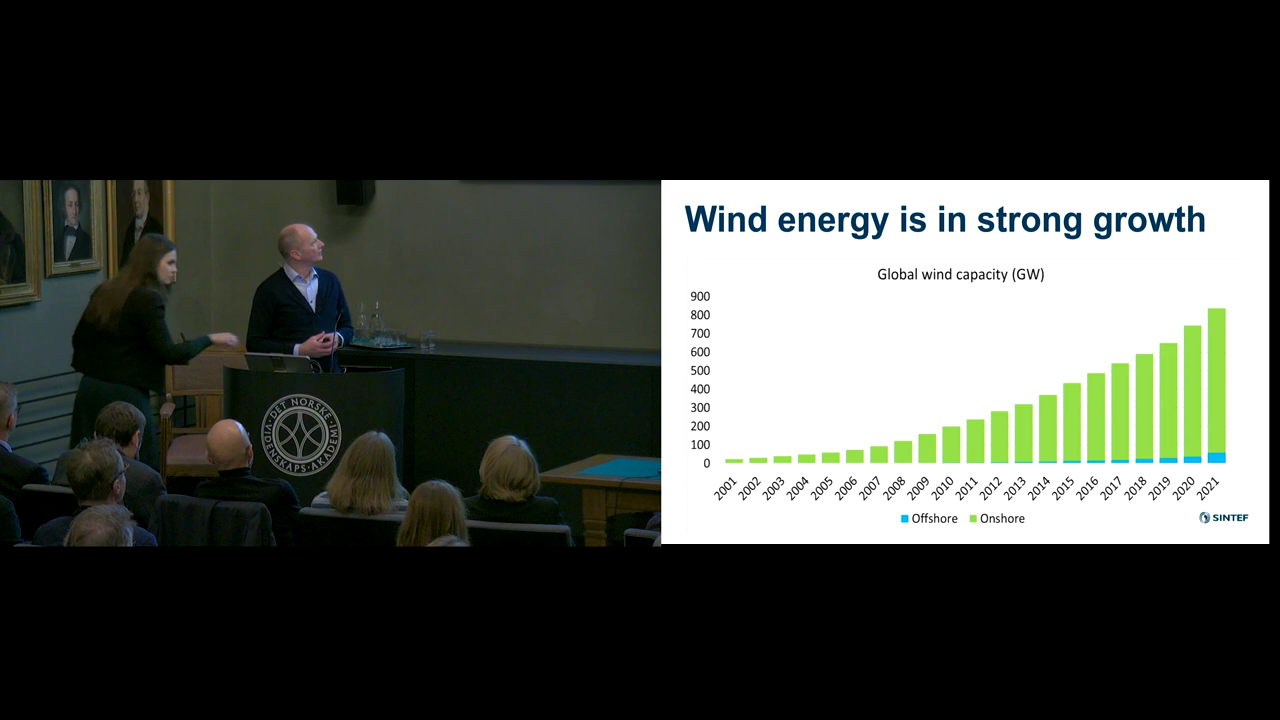 DET NORSKE
VIDENSKAPS-AKADEMI
Wind energy is in strong growth
Global wind capacity (GW)
900
800
700
600
500
400
300
200
100
0
2001 2002 2003 2004 2005 2006 2007 2008 2009 2010 2011 2012 2013 2014 2015 2016 2017 2018 2019 2020 2021
Offshore Onshore
SINTEF